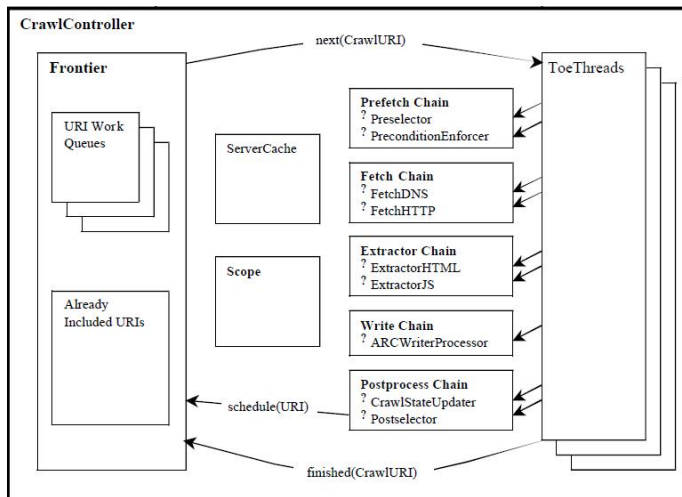 CrawlController
next(CrawlURI)
Frontier
ToeThreads
URI Work
Queues
ServerCache
Prefetch Chain
? Preselector
? PreconditionEnforcer
Fetch Chain
? FetchDNS
? FetchHTTP
Scope
Extractor Chain
? ExtractorHTML
? ExtractorJS
Already
Included URIs
Write Chain
? ARCWriterProcessor
Postprocess Chain
? CrawlStateUpdater
? Postselector
schedule(URI)
finished(CrawlURI)